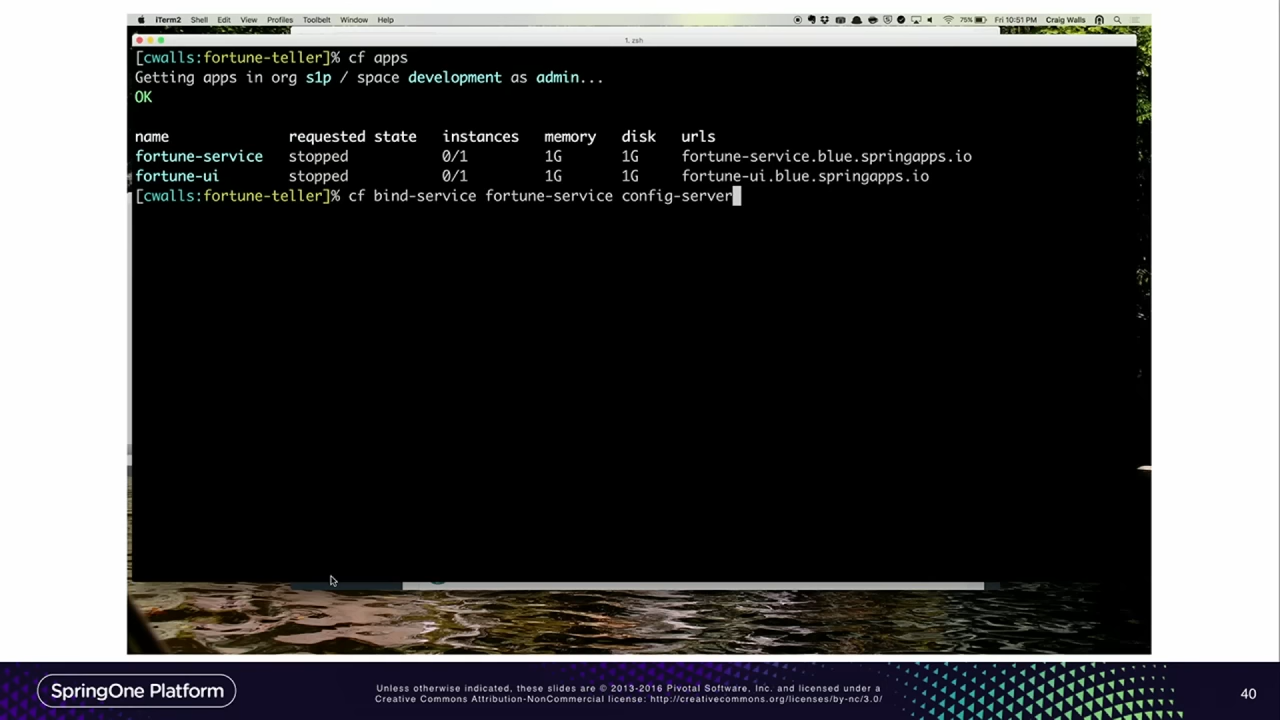 iTerm2 Shell Edit View Profiles Toolbelt Window Help 75% Fri 10:51 PM Craig Walls
1. zsh
[cwalls:fortune-teller]% cf apps
Getting apps in org s1p / space development as admin...
OK
name requested state instances memory disk urls
fortune-service stopped 0/1 1G 1G fortune-service.blue.springapps.io
fortune-ui stopped 0/1 1G 1G fortune-ui.blue.springapps.io
[cwalls:fortune-teller]% cf bind-service fortune-service config-server
SpringOne Platform
Unless otherwise indicated, these slides are © 2013-2016 Pivotal Software, Inc. and licensed under a
Creative Commons Attribution-NonCommercial license: http://creativecommons.org/licenses/by-nc/3.0/
40